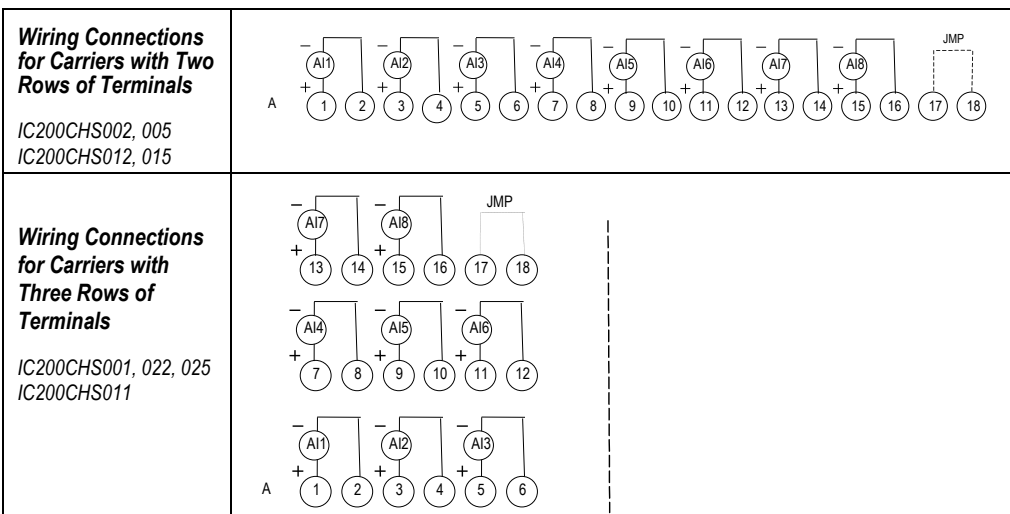 Wiring Connections
for Carriers with Two
Rows of Terminals
IC200CHS002, 005
IC200CHS012, 015
JMP
– – – – – – – –
AI1 AI2 AI3 AI4 AI5 AI6 AI7 AI8
+ + + + + + + +
A 1 2 3 4 5 6 7 8 9 10 11 12 13 14 15 16 17 18
Wiring Connections
for Carriers with
Three Rows of
Terminals
IC200CHS001, 022, 025
IC200CHS011
– – JMP
AI7 AI8
+ +
13 14 15 16 17 18
– – –
AI4 AI5 AI6
+ + +
7 8 9 10 11 12
– – –
AI1 AI2 AI3
+ + +
A 1 2 3 4 5 6